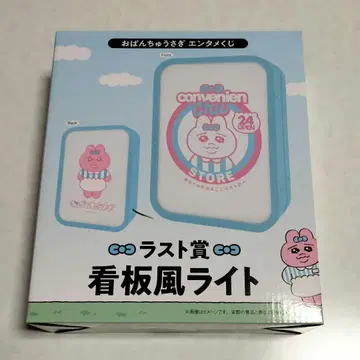 おぱんちゅうさぎ エンタメくじ
Front
Back
convenien
24
OPEN
STORE
ラスト賞
看板風ライト